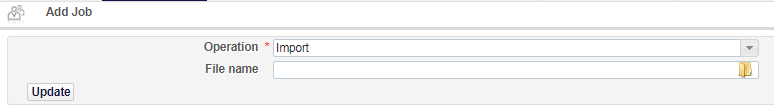 Add Job
Operation * Import
File name
Update